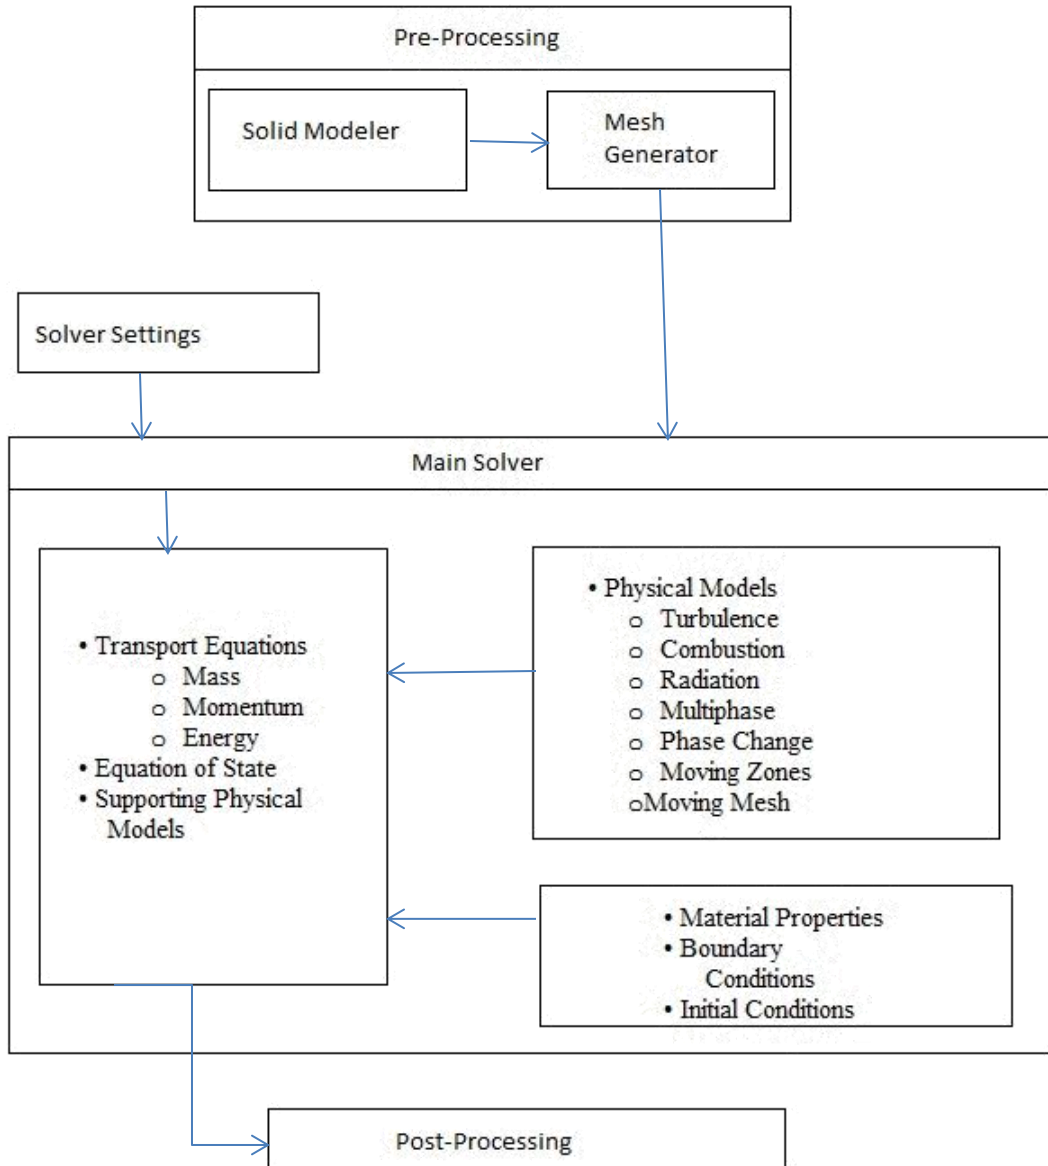 Pre-Processing
Solid Modeler
Mesh
Generator
Solver Settings
Main Solver
• Transport Equations
o Mass
o Momentum
o Energy
• Equation of State
• Supporting Physical
Models
• Physical Models
o Turbulence
o Combustion
o Radiation
o Multiphase
o Phase Change
o Moving Zones
oMoving Mesh
• Material Properties
• Boundary
Conditions
• Initial Conditions
Post-Processing